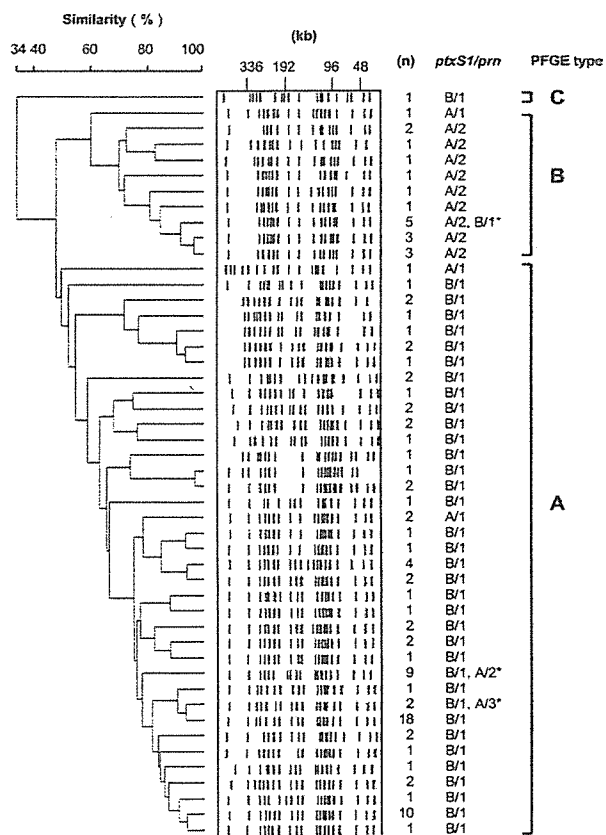 Similarity ( % )
34 40 60 80 100
(kb)
336 192 96 48
(n) ptxS1/prn PFGE type
1 B/1 C
1 A/1
2 A/2
1 A/2
1 A/2
1 A/2 B
1 A/2
1 A/2
5 A/2, B/1*
3 A/2
3 A/2
1 A/1
1 B/1
2 B/1
1 B/1
1 B/1
2 B/1
1 B/1
2 B/1
1 B/1
2 B/1
2 B/1
1 B/1
1 B/1
1 B/1
2 B/1
1 B/1 A
2 A/1
1 B/1
1 B/1
4 B/1
2 B/1
1 B/1
1 B/1
2 B/1
2 B/1
1 B/1
9 B/1, A/2*
1 B/1
2 B/1, A/3*
18 B/1
2 B/1
1 B/1
1 B/1
2 B/1
1 B/1
10 B/1
1 B/1